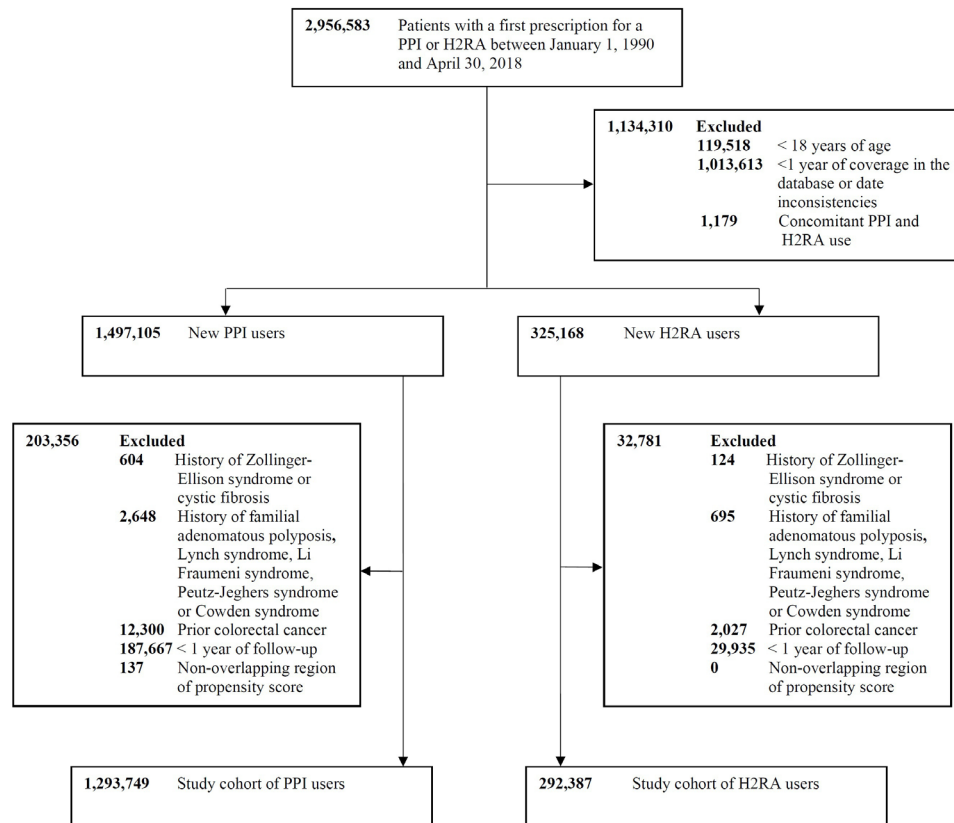 2,956,583 Patients with a first prescription for a
PPI or H2RA between January 1, 1990
and April 30, 2018
1,134,310 Excluded
119,518 < 18 years of age
1,013,613 <1 year of coverage in the
database or date
inconsistencies
1,179 Concomitant PPI and
H2RA use
1,497,105 New PPI users
325,168 New H2RA users
203,356 Excluded
604 History of Zollinger-
Ellison syndrome or
cystic fibrosis
2,648 History of familial
adenomatous polyposis,
Lynch syndrome, Li
Fraumeni syndrome,
Peutz-Jeghers syndrome
or Cowden syndrome
12,300 Prior colorectal cancer
187,667 < 1 year of follow-up
137 Non-overlapping region
of propensity score
32,781 Excluded
124 History of Zollinger-
Ellison syndrome or
cystic fibrosis
695 History of familial
adenomatous polyposis,
Lynch syndrome, Li
Fraumeni syndrome,
Peutz-Jeghers syndrome
or Cowden syndrome
2,027 Prior colorectal cancer
29,935 < 1 year of follow-up
0 Non-overlapping region
of propensity score
1,293,749 Study cohort of PPI users
292,387 Study cohort of H2RA users